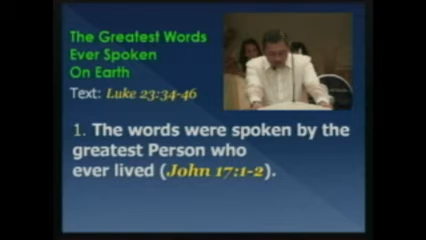 The Greatest Words
Ever Spoken
On Earth
Text: Luke 23:34-46
1. The words were spoken by the
greatest Person who
ever lived (John 17:1-2).